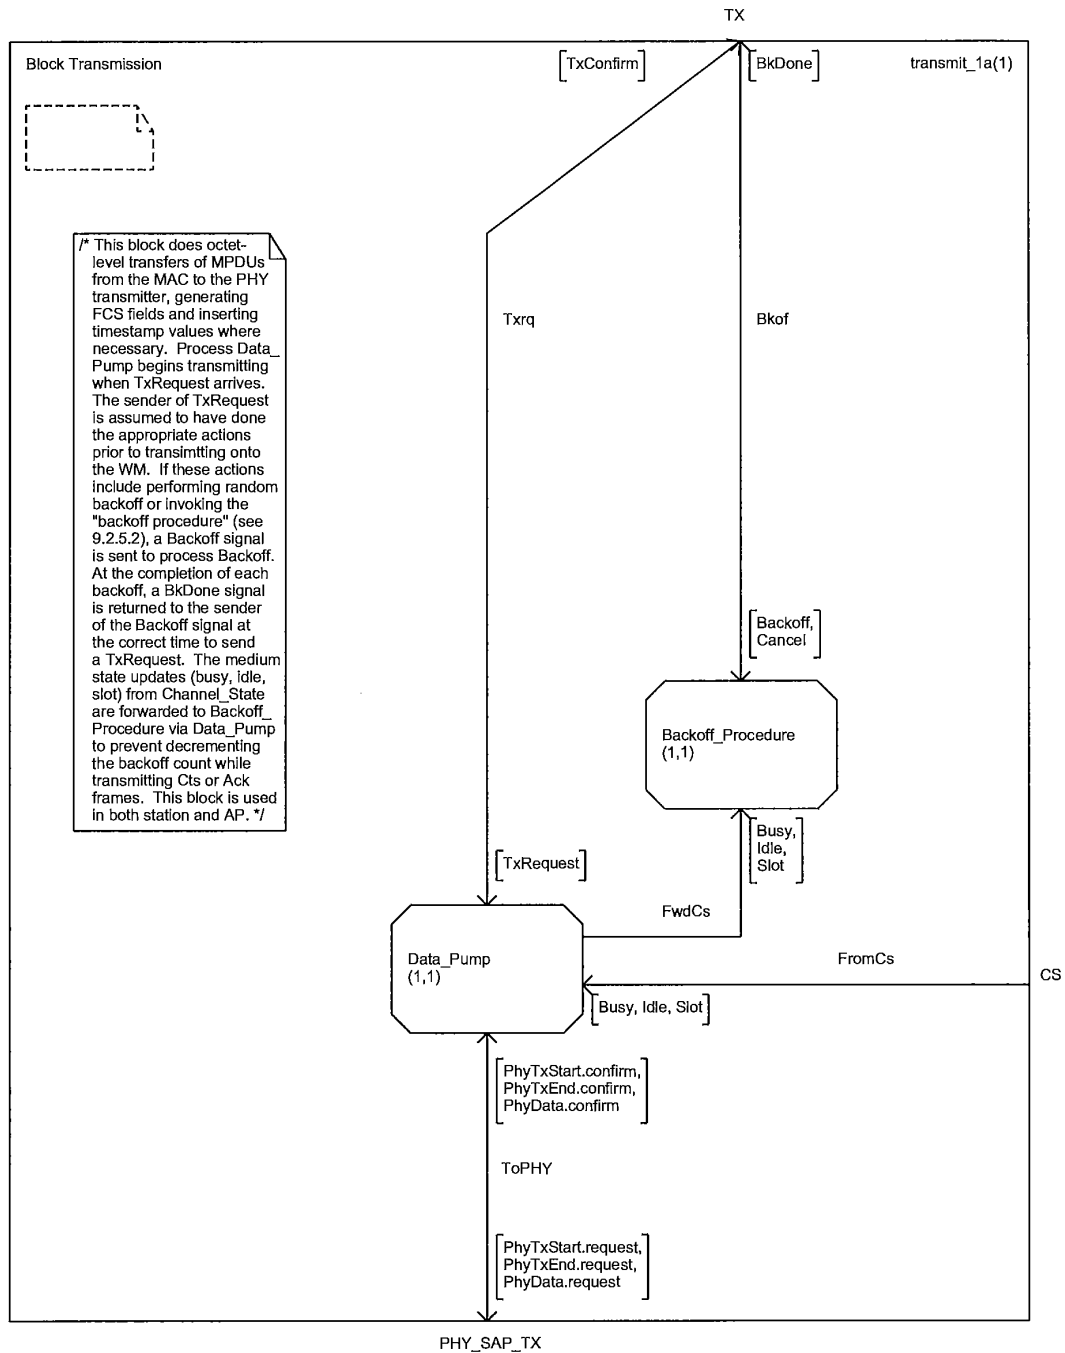 TX
Block Transmission
[TxConfirm]
[BkDone]
transmit_1a(1)
/* This block does octet-
level transfers of MPDUs
from the MAC to the PHY
transmitter, generating
FCS fields and inserting
timestamp values where
necessary. Process Data_
Pump begins transmitting
when TxRequest arrives.
The sender of TxRequest
is assumed to have done
the appropriate actions
prior to transimtting onto
the WM. If these actions
include performing random
backoff or invoking the
"backoff procedure" (see
9.2.5.2), a Backoff signal
is sent to process Backoff.
At the completion of each
backoff, a BkDone signal
is returned to the sender
of the Backoff signal at
the correct time to send
a TxRequest. The medium
state updates (busy, idle,
slot) from Channel_State
are forwarded to Backoff_
Procedure via Data_Pump
to prevent decrementing
the backoff count while
transmitting Cts or Ack
frames. This block is used
in both station and AP. */
Txrq
Bkof
[Backoff,
Cancel]
Backoff_Procedure
(1,1)
[Busy,
Idle,
Slot]
[TxRequest]
FwdCs
Data_Pump
(1,1)
FromCs
CS
[Busy, Idle, Slot]
[PhyTxStart.confirm,
PhyTxEnd.confirm,
PhyData.confirm]
ToPHY
[PhyTxStart.request,
PhyTxEnd.request,
PhyData.request]
PHY_SAP_TX